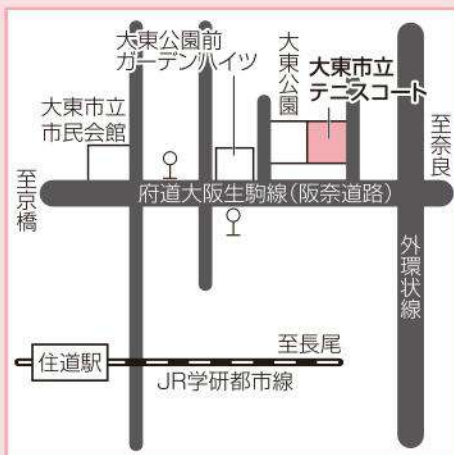 大東公園前
ガーデンハイツ
大東公園
大東市立
テニスコート
大東市立
市民会館
至奈良
至京橋
府道大阪生駒線(阪奈道路)
外環状線
至長尾
住道駅
JR学研都市線